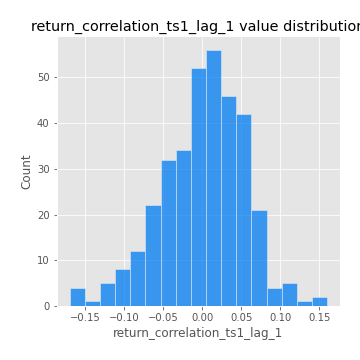 return_correlation_ts1_lag_1 value distribution
Count
50
40
30
20
10
0
−0.15 −0.10 −0.05 0.00 0.05 0.10 0.15
return_correlation_ts1_lag_1